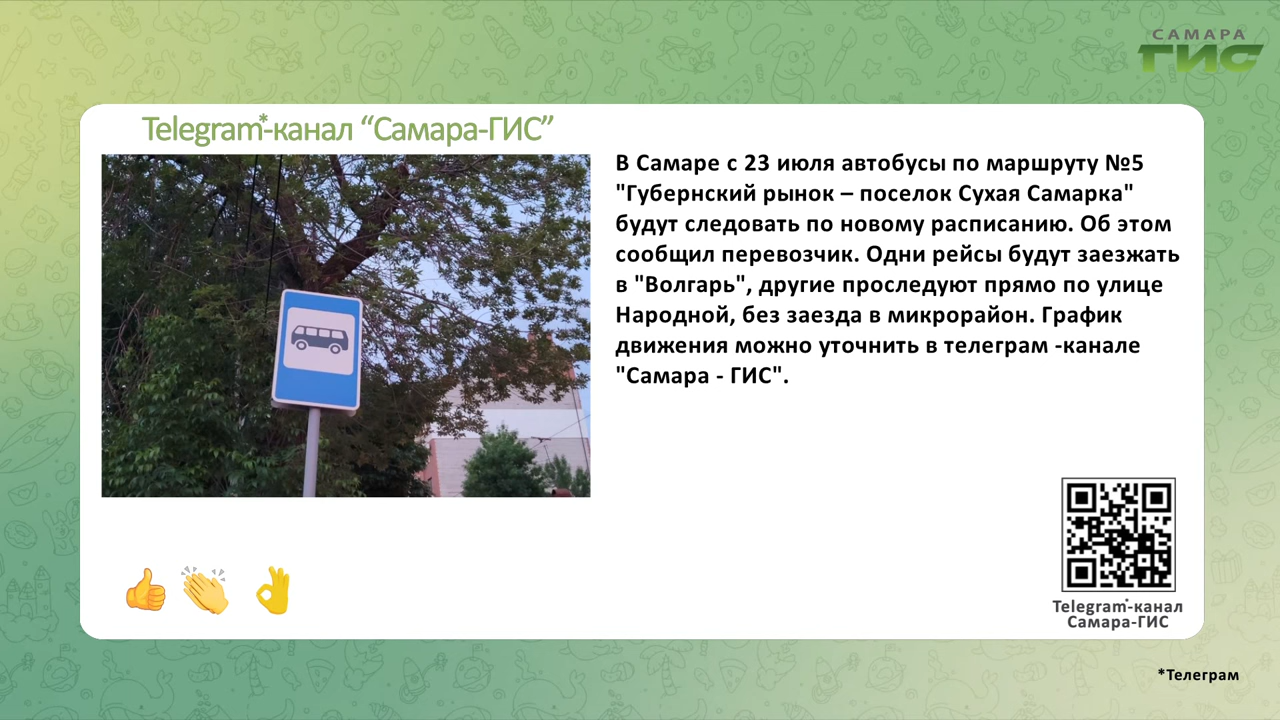 САМАРА
ГИС
Telegram*-канал “Самара-ГИС”
В Самаре с 23 июля автобусы по маршруту №5
"Губернский рынок – поселок Сухая Самарка"
будут следовать по новому расписанию. Об этом
сообщил перевозчик. Одни рейсы будут заезжать
в "Волгарь", другие проследуют прямо по улице
Народной, без заезда в микрорайон. График
движения можно уточнить в телеграм -канале
"Самара - ГИС".
Telegram*-канал
Самара-ГИС
*Телеграм